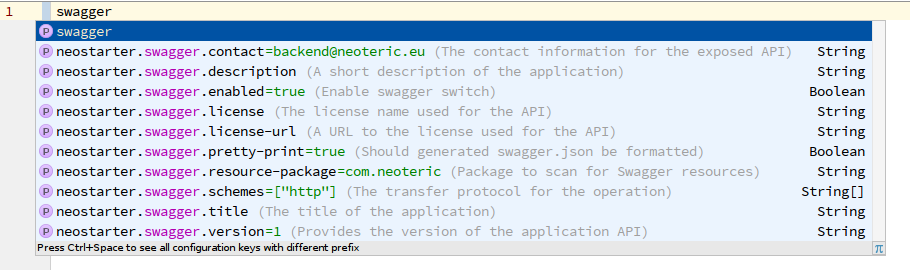 1 swagger
P swagger
P neostarter.swagger.contact=backend@neoteric.eu (The contact information for the exposed API) String
P neostarter.swagger.description (A short description of the application) String
P neostarter.swagger.enabled=true (Enable swagger switch) Boolean
P neostarter.swagger.license (The license name used for the API) String
P neostarter.swagger.license-url (A URL to the license used for the API) String
P neostarter.swagger.pretty-print=true (Should generated swagger.json be formatted) Boolean
P neostarter.swagger.resource-package=com.neoteric (Package to scan for Swagger resources) String
P neostarter.swagger.schemes=["http"] (The transfer protocol for the operation) String[]
P neostarter.swagger.title (The title of the application) String
P neostarter.swagger.version=1 (Provides the version of the application API) String
Press Ctrl+Space to see all configuration keys with different prefix π